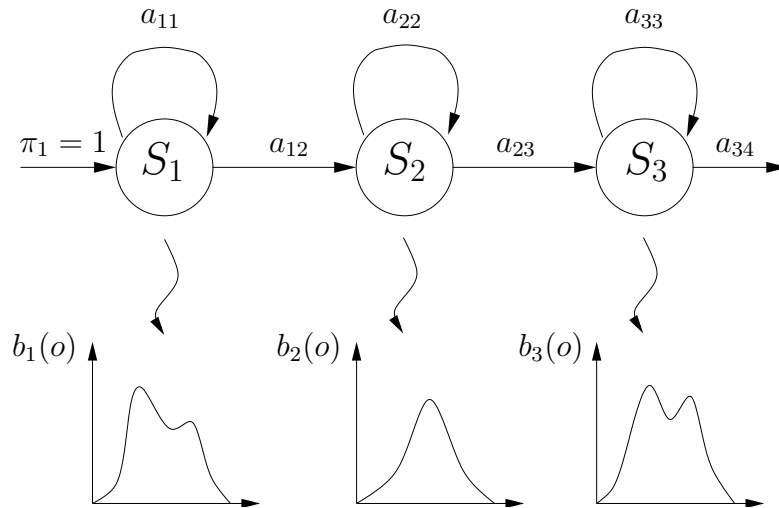 a₁₁ a₂₂ a₃₃
π₁ = 1 S₁ a₁₂ S₂ a₂₃ S₃ a₃₄
b₁(o) b₂(o) b₃(o)